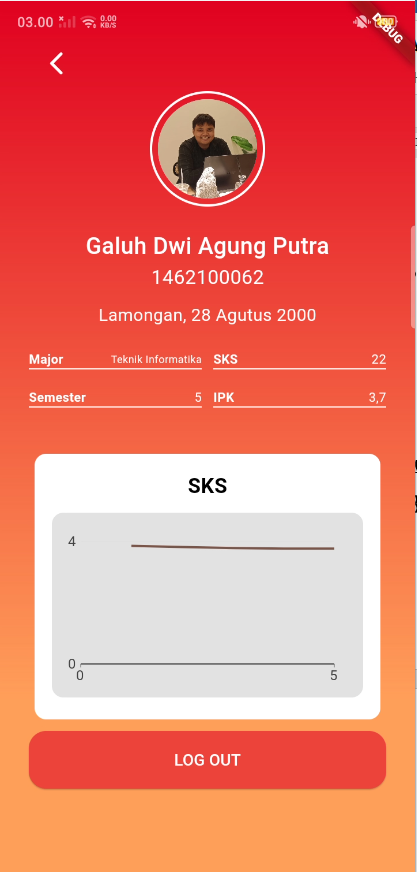 03.00 0.00 KB/S
DEBUG
Galuh Dwi Agung Putra
1462100062
Lamongan, 28 Agutus 2000
Major Teknik Informatika SKS 22
Semester 5 IPK 3,7
SKS
4
0
0 5
LOG OUT